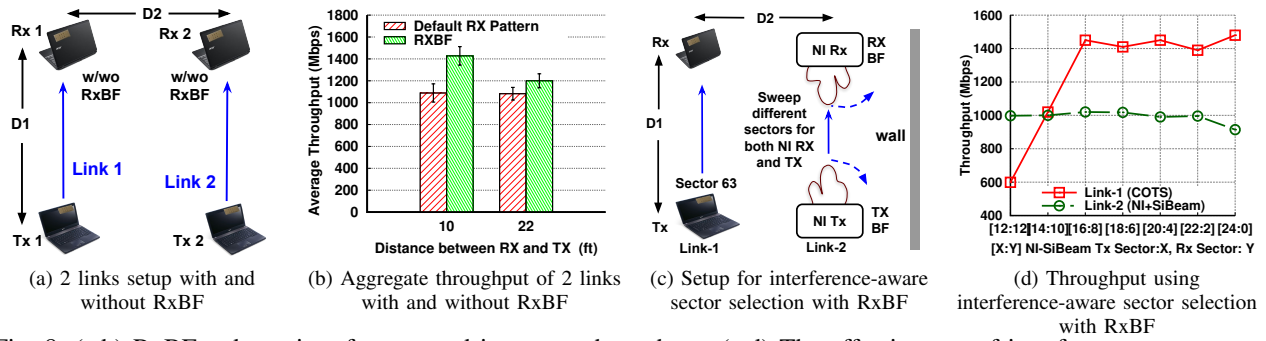 Rx 1
D2
Rx 2
w/wo
RxBF
w/wo
RxBF
D1
Link 1
Link 2
Tx 1
Tx 2
(a) 2 links setup with and
without RxBF
Average Throughput (Mbps)
1800
1600
1400
1200
1000
800
600
400
200
0
Default RX Pattern
RXBF
10
22
Distance between RX and TX (ft)
(b) Aggregate throughput of 2 links
with and without RxBF
D2
Rx
NI Rx
RX
BF
D1
Sweep
different
sectors for
both NI RX
and TX
wall
Sector 63
Tx
NI Tx
TX
BF
Link-1
Link-2
(c) Setup for interference-aware
sector selection with RxBF
Throughput (Mbps)
1600
1400
1200
1000
800
600
400
Link-1 (COTS)
Link-2 (NI+SiBeam)
[12:12] [14:10] [16:8] [18:6] [20:4] [22:2] [24:0]
[X:Y] NI-SiBeam Tx Sector:X, Rx Sector: Y
(d) Throughput using
interference-aware sector selection
with RxBF